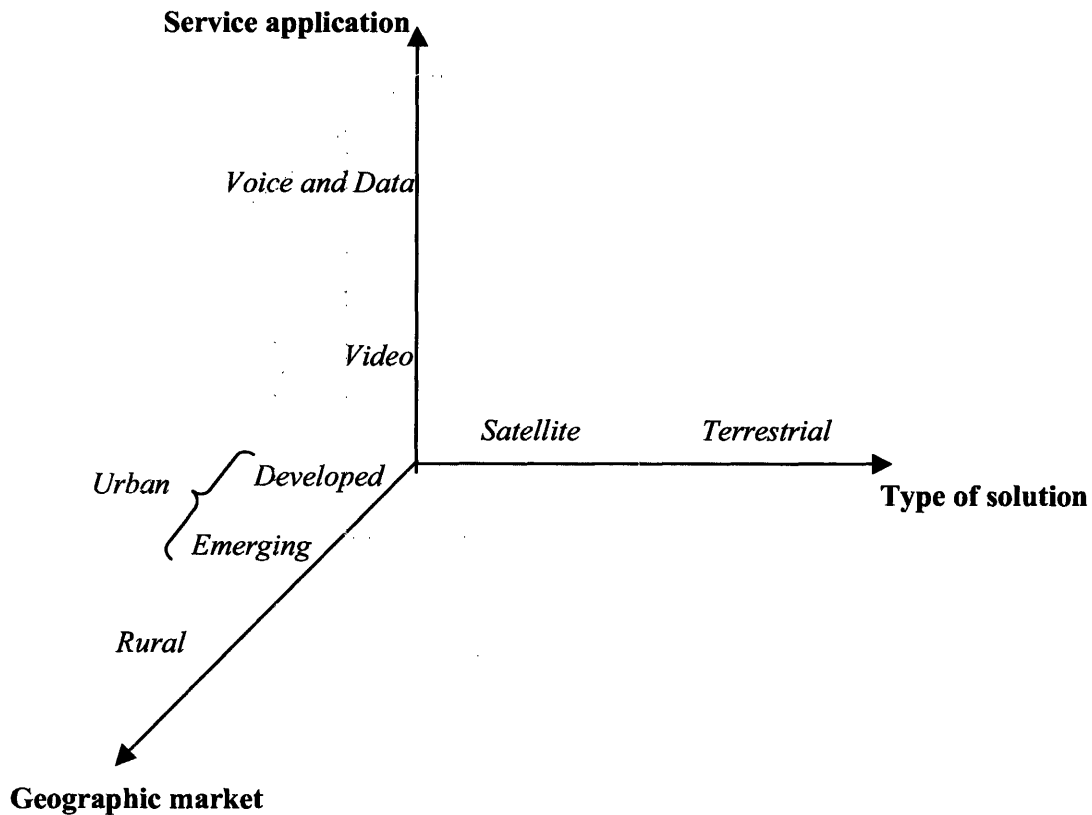 Service application
Voice and Data
Video
Satellite Terrestrial
Type of solution
Urban Developed
Emerging
Rural
Geographic market